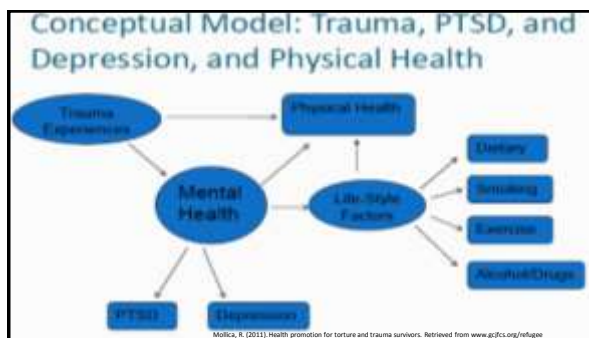 Conceptual Model: Trauma, PTSD, and
Depression, and Physical Health
Trauma
Experiences
Physical Health
Mental
Health
Life-Style
Factors
Dietary
Smoking
Exercise
Alcohol/Drugs
PTSD
Depression
Mollica, R. (2011). Health promotion for torture and trauma survivors. Retrieved from www.gcjfcs.org/refugee